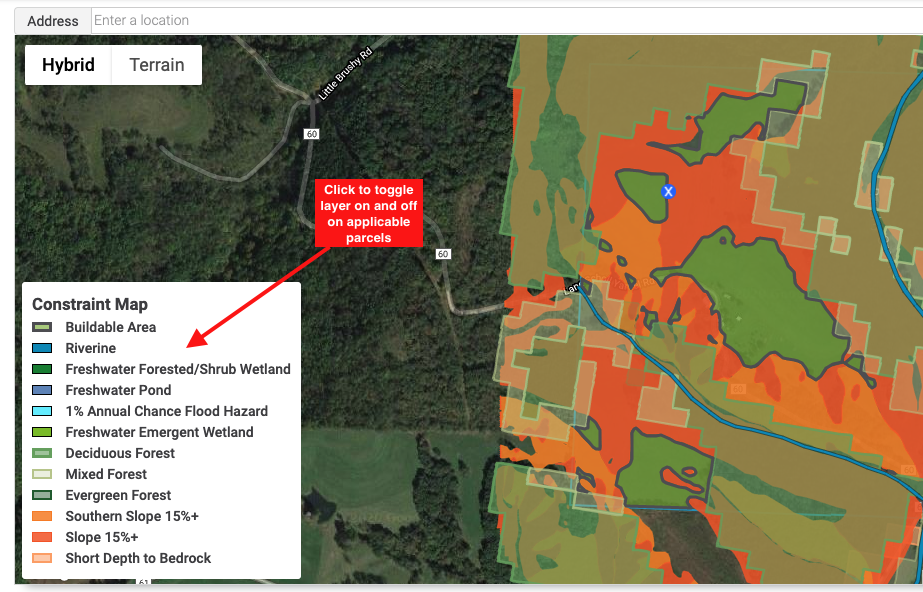 Address Enter a location
Hybrid Terrain
Little Brushy Rd
60
Click to toggle
layer on and off
on applicable
parcels
X
60
Lane
Constraint Map
Buildable Area
Riverine
Freshwater Forested/Shrub Wetland
Freshwater Pond
1% Annual Chance Flood Hazard
Freshwater Emergent Wetland
Deciduous Forest
Mixed Forest
Evergreen Forest
Southern Slope 15%+
Slope 15%+
Short Depth to Bedrock
61